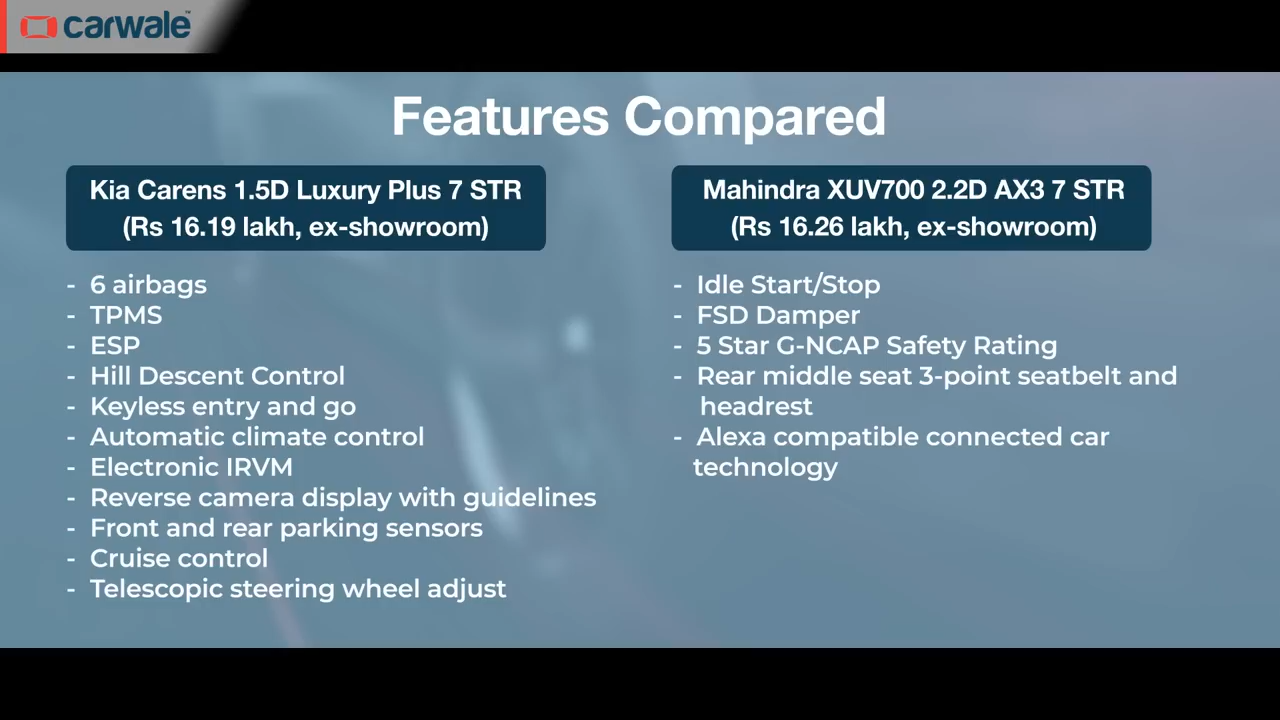 carwale™
Features Compared
Kia Carens 1.5D Luxury Plus 7 STR
(Rs 16.19 lakh, ex-showroom)
- 6 airbags
- TPMS
- ESP
- Hill Descent Control
- Keyless entry and go
- Automatic climate control
- Electronic IRVM
- Reverse camera display with guidelines
- Front and rear parking sensors
- Cruise control
- Telescopic steering wheel adjust
Mahindra XUV700 2.2D AX3 7 STR
(Rs 16.26 lakh, ex-showroom)
- Idle Start/Stop
- FSD Damper
- 5 Star G-NCAP Safety Rating
- Rear middle seat 3-point seatbelt and
headrest
- Alexa compatible connected car
technology